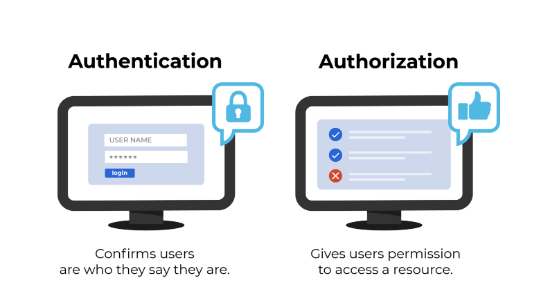 Authentication
Authorization
USER NAME
******
login
Confirms users
are who they say they are.
Gives users permission
to access a resource.